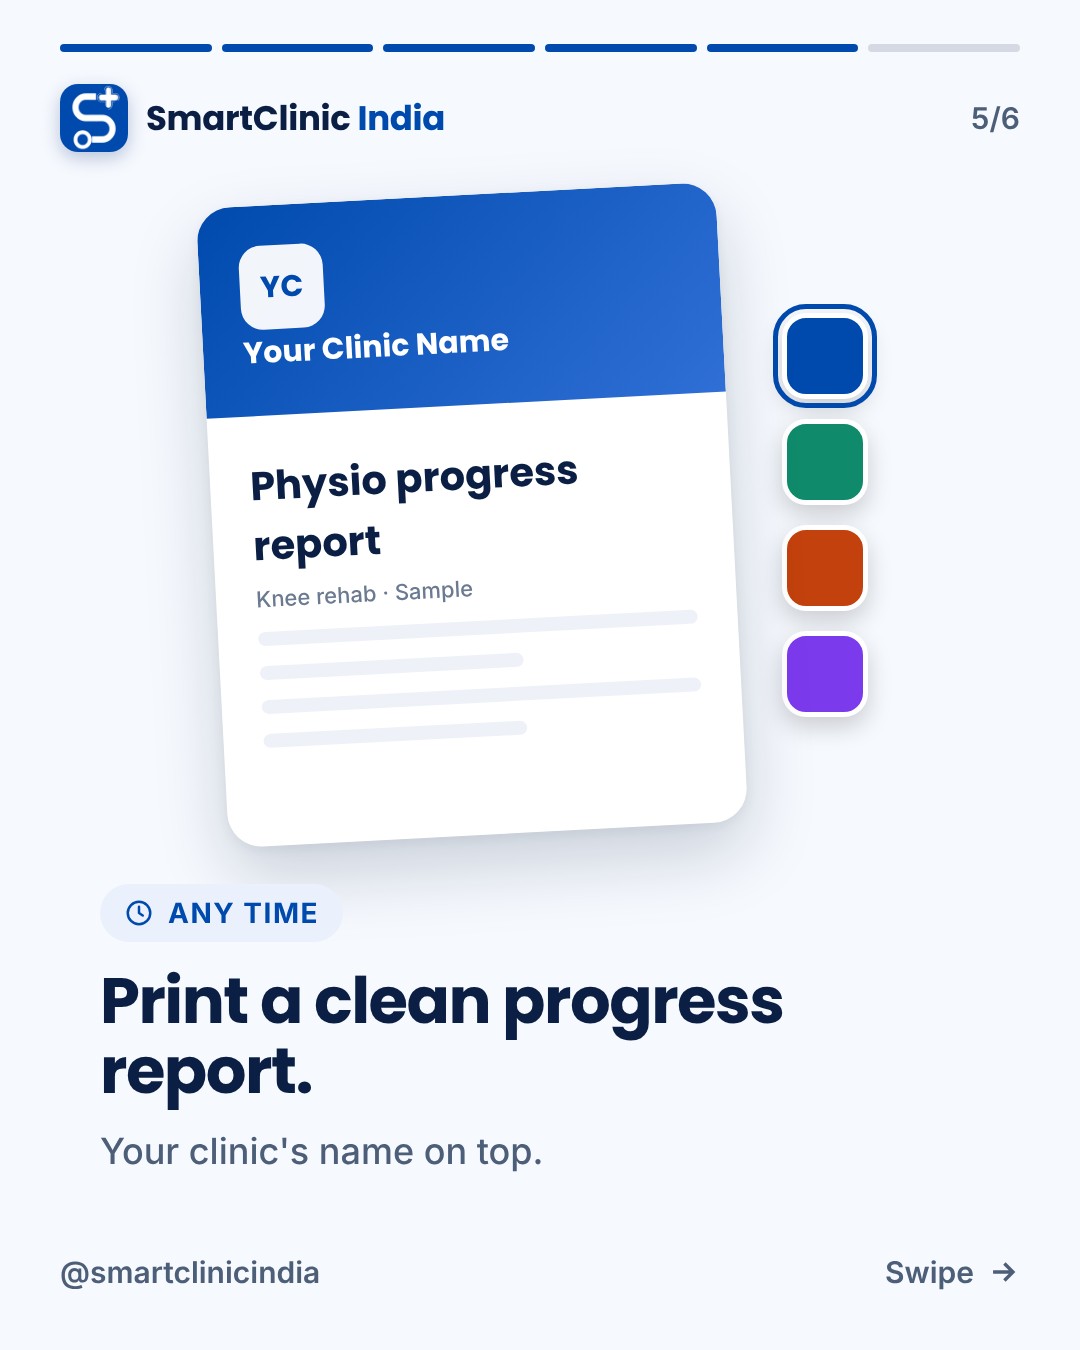 SmartClinic India
5/6
YC
Your Clinic Name
Physio progress
report
Knee rehab · Sample
ANY TIME
Print a clean progress
report.
Your clinic's name on top.
@smartclinicindia
Swipe →